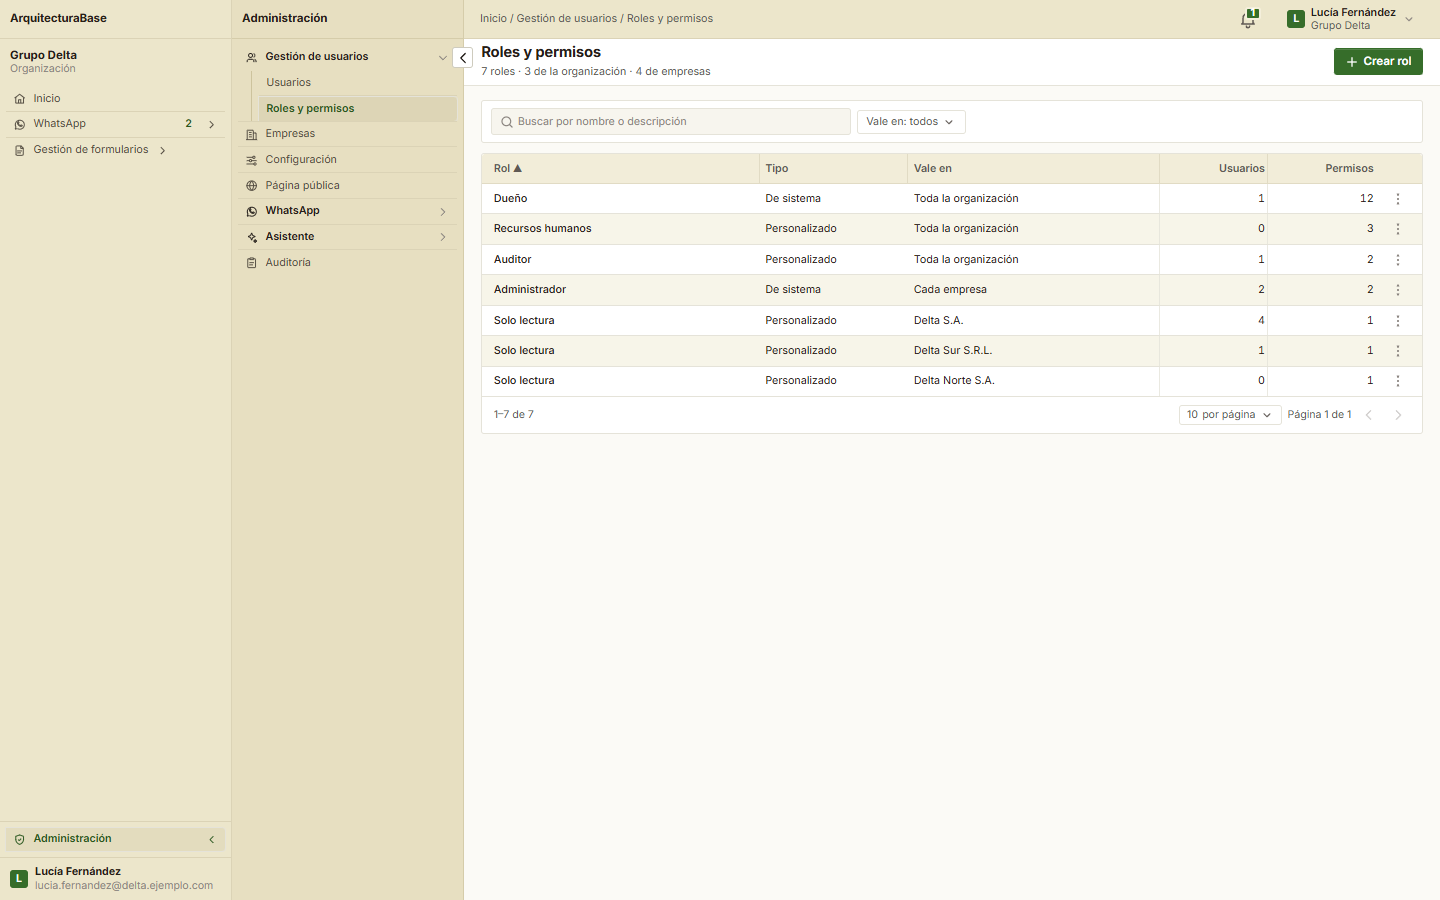 ArquitecturaBase
Grupo Delta
Organización
Inicio
WhatsApp 2
Gestión de formularios
Administración
L Lucía Fernández
lucia.fernandez@delta.ejemplo.com
Administración
Gestión de usuarios
Usuarios
Roles y permisos
Empresas
Configuración
Página pública
WhatsApp
Asistente
Auditoría
Inicio / Gestión de usuarios / Roles y permisos
1
L Lucía Fernández
Grupo Delta
Roles y permisos
7 roles · 3 de la organización · 4 de empresas
+ Crear rol
Buscar por nombre o descripción
Vale en: todos
Rol ▲ Tipo Vale en Usuarios Permisos
Dueño De sistema Toda la organización 1 12
Recursos humanos Personalizado Toda la organización 0 3
Auditor Personalizado Toda la organización 1 2
Administrador De sistema Cada empresa 2 2
Solo lectura Personalizado Delta S.A. 4 1
Solo lectura Personalizado Delta Sur S.R.L. 1 1
Solo lectura Personalizado Delta Norte S.A. 0 1
1–7 de 7 10 por página Página 1 de 1